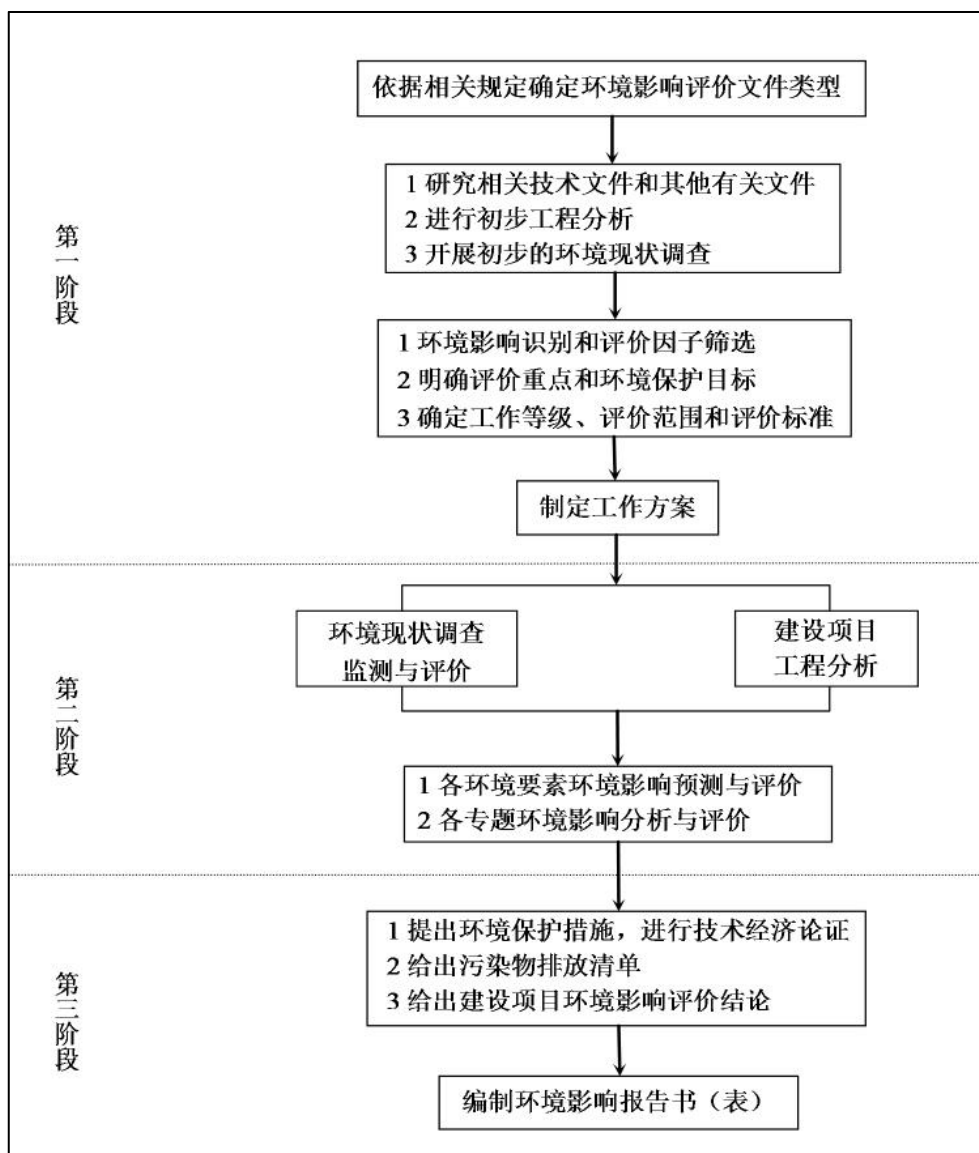 依据相关规定确定环境影响评价文件类型
1 研究相关技术文件和其他有关文件
2 进行初步工程分析
3 开展初步的环境现状调查
第一阶段
1 环境影响识别和评价因子筛选
2 明确评价重点和环境保护目标
3 确定工作等级、评价范围和评价标准
制定工作方案
环境现状调查
监测与评价
建设项目
工程分析
第二阶段
1 各环境要素环境影响预测与评价
2 各专题环境影响分析与评价
1 提出环境保护措施，进行技术经济论证
2 给出污染物排放清单
3 给出建设项目环境影响评价结论
第三阶段
编制环境影响报告书（表）